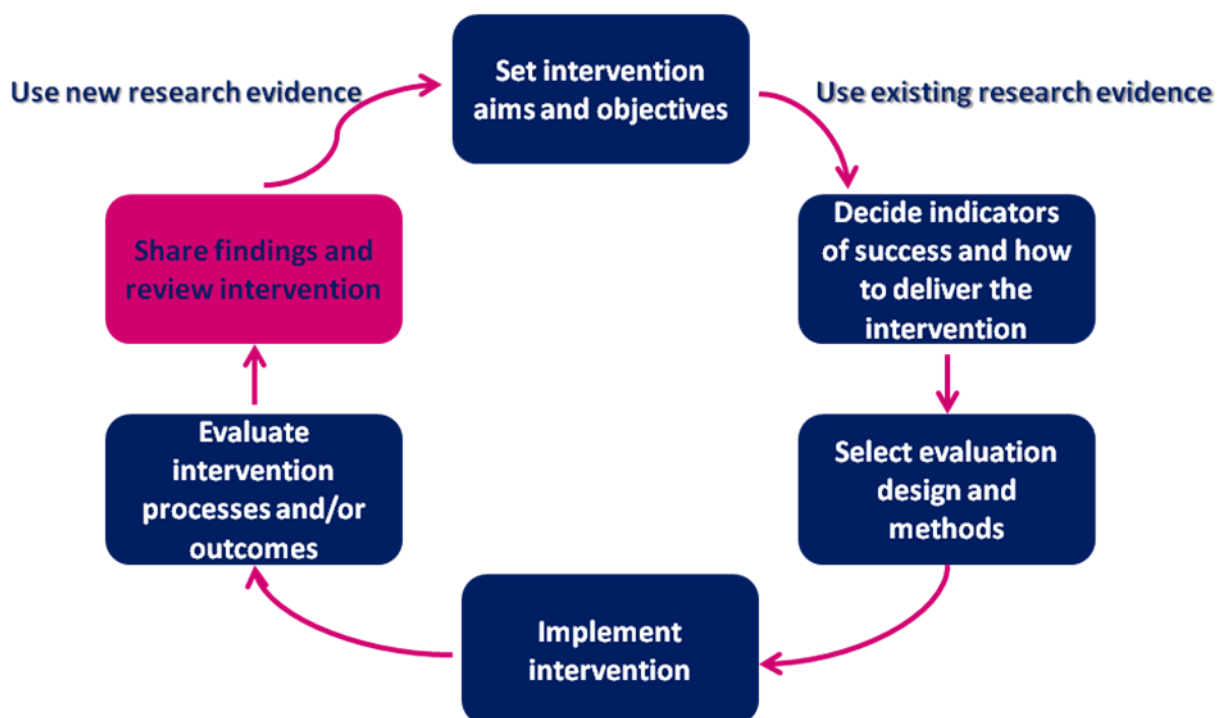 Set intervention
aims and objectives
Use existing research evidence
Decide indicators
of success and how
to deliver the
intervention
Select evaluation
design and
methods
Implement
intervention
Evaluate
intervention
processes and/or
outcomes
Share findings and
review intervention
Use new research evidence